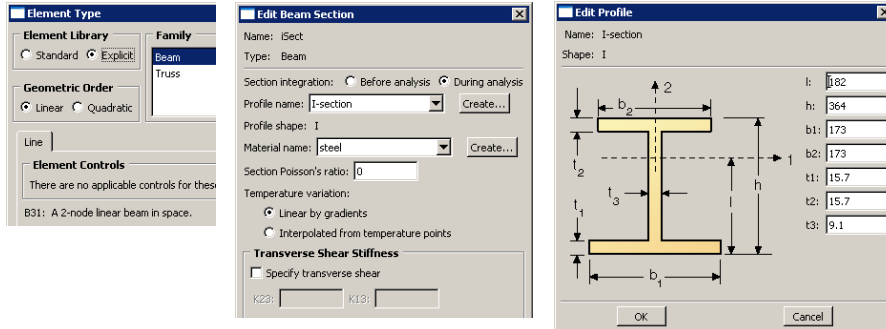 Element Type
Element Library
Family
Standard
Explicit
Beam
Truss
Geometric Order
Linear
Quadratic
Line
Element Controls
There are no applicable controls for these
B31: A 2-node linear beam in space.
Edit Beam Section
Name: iSect
Type: Beam
Section integration: Before analysis During analysis
Profile name: I-section Create...
Profile shape: I
Material name: steel Create...
Section Poisson's ratio: 0
Temperature variation:
Linear by gradients
Interpolated from temperature points
Transverse Shear Stiffness
Specify transverse shear
K23: K13:
Edit Profile
Name: I-section
Shape: I
2
b2
1
t2
t3
l
h
t1
b1
l: 182
h: 364
b1: 173
b2: 173
t1: 15.7
t2: 15.7
t3: 9.1
OK
Cancel